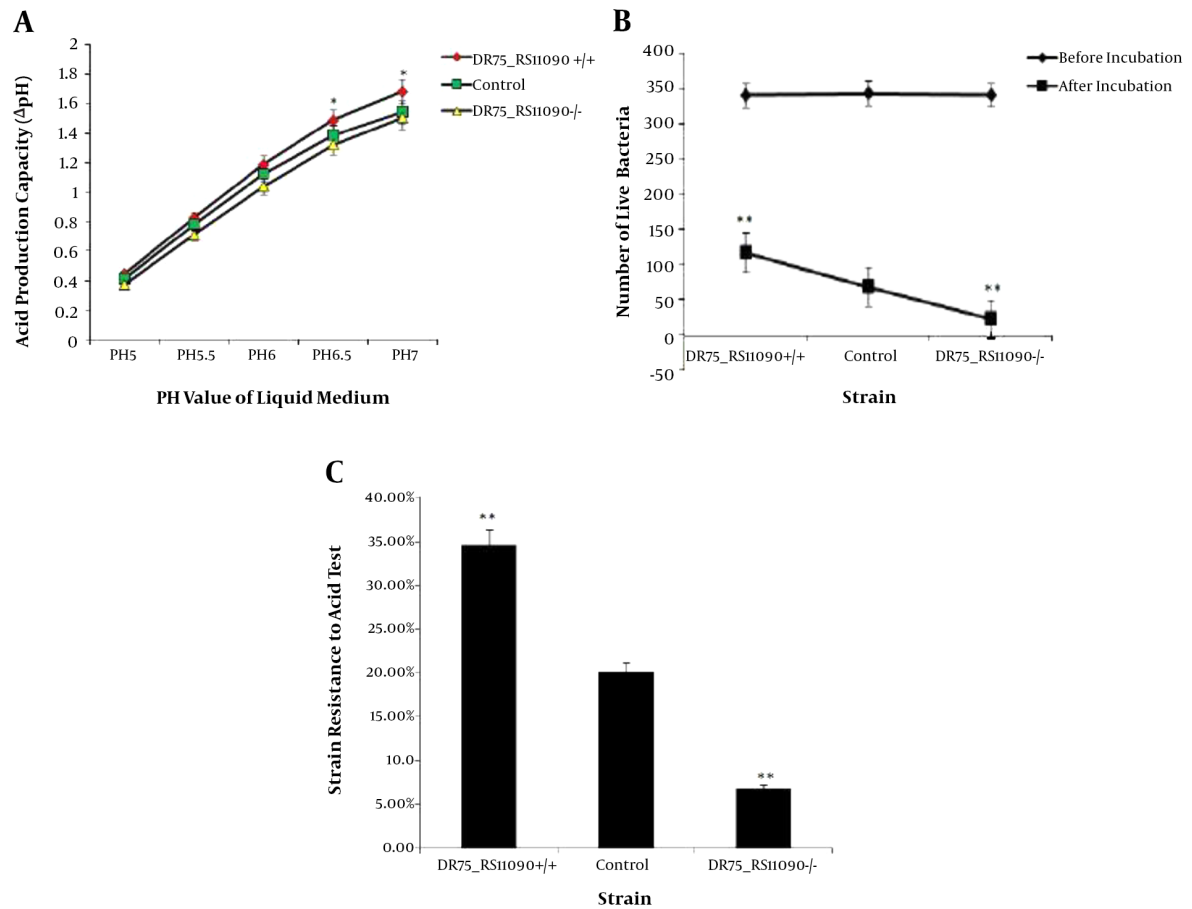 A
2
1.8
1.6
1.4
1.2
1
0.8
0.6
0.4
0.2
0
Acid Production Capacity (ΔpH)
*
*
DR75_RS11090 +/+
Control
DR75_RS11090-/-
PH5
PH5.5
PH6
PH6.5
PH7
PH Value of Liquid Medium
B
400
350
300
250
200
150
100
50
0
-50
Number of Live Bacteria
**
**
Before Incubation
After Incubation
DR75_RS11090+/+
Control
DR75_RS11090-/-
Strain
C
40.00%
35.00%
30.00%
25.00%
20.00%
15.00%
10.0
5.00%
0.00
Strain Resistance to Acid Test
**
**
DR75_RS11090+/+
Control
DR75_RS11090-/-
Strain